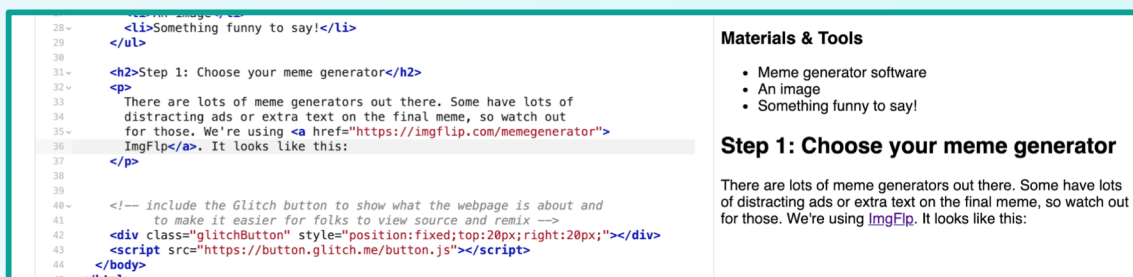 28 <li>Something funny to say!</li>
29 </ul>
30
31 <h2>Step 1: Choose your meme generator</h2>
32 <p>
33 There are lots of meme generators out there. Some have lots of
34 distracting ads or extra text on the final meme, so watch out
35 for those. We're using <a href="https://imgflip.com/memegenerator">
36 ImgFlp</a>. It looks like this:
37 </p>
38
39
40 <!-- include the Glitch button to show what the webpage is about and
41 to make it easier for folks to view source and remix -->
42 <div class="glitchButton" style="position:fixed;top:20px;right:20px;"></div>
43 <script src="https://button.glitch.me/button.js"></script>
44 </body>
Materials & Tools
• Meme generator software
• An image
• Something funny to say!
Step 1: Choose your meme generator
There are lots of meme generators out there. Some have lots
of distracting ads or extra text on the final meme, so watch out
for those. We're using ImgFlp. It looks like this: